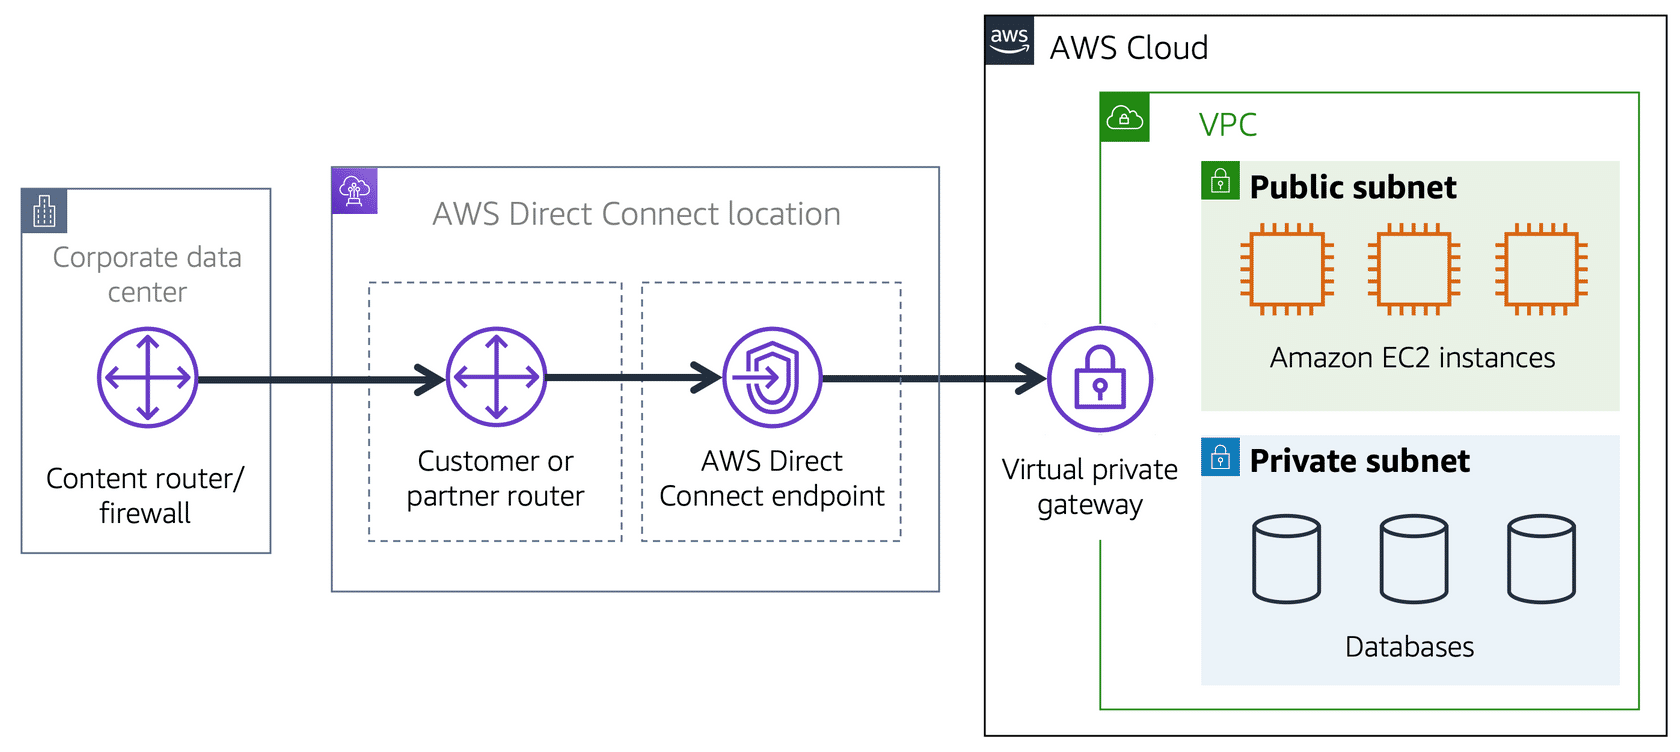 aws
AWS Cloud
VPC
Public subnet
Amazon EC2 instances
Private subnet
Databases
Virtual private
gateway
AWS Direct Connect location
Customer or
partner router
AWS Direct
Connect endpoint
Corporate data
center
Content router/
firewall